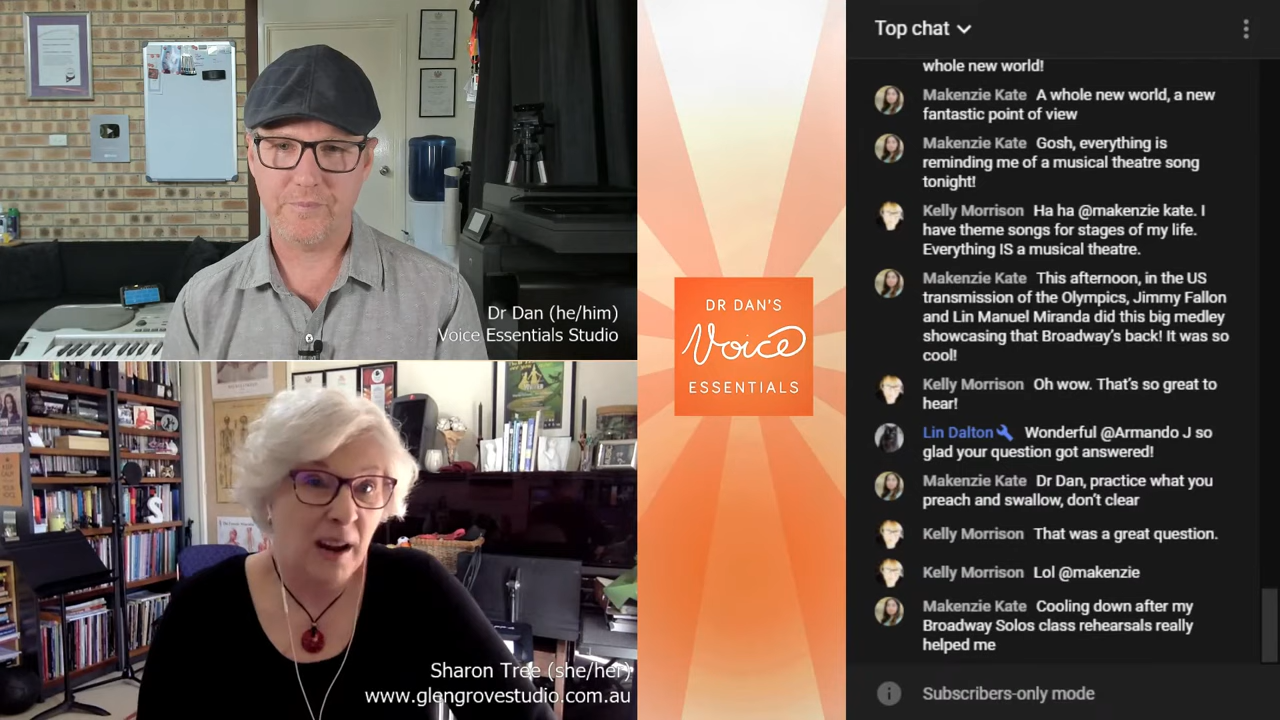 Dr Dan (he/him)
Voice Essentials Studio
Sharon Tree (she/her)
www.glengrovestudio.com.au
DR DAN'S
Voice
ESSENTIALS
Top chat
whole new world!
Makenzie Kate A whole new world, a new
fantastic point of view
Makenzie Kate Gosh, everything is
reminding me of a musical theatre song
tonight!
Kelly Morrison Ha ha @makenzie kate. I
have theme songs for stages of my life.
Everything IS a musical theatre.
Makenzie Kate This afternoon, in the US
transmission of the Olympics, Jimmy Fallon
and Lin Manuel Miranda did this big medley
showcasing that Broadway's back! It was so
cool!
Kelly Morrison Oh wow. That's so great to
hear!
Lin Dalton Wonderful @Armando J so
glad your question got answered!
Makenzie Kate Dr Dan, practice what you
preach and swallow, don't clear
Kelly Morrison That was a great question.
Kelly Morrison Lol @makenzie
Makenzie Kate Cooling down after my
Broadway Solos class rehearsals really
helped me
Subscribers-only mode